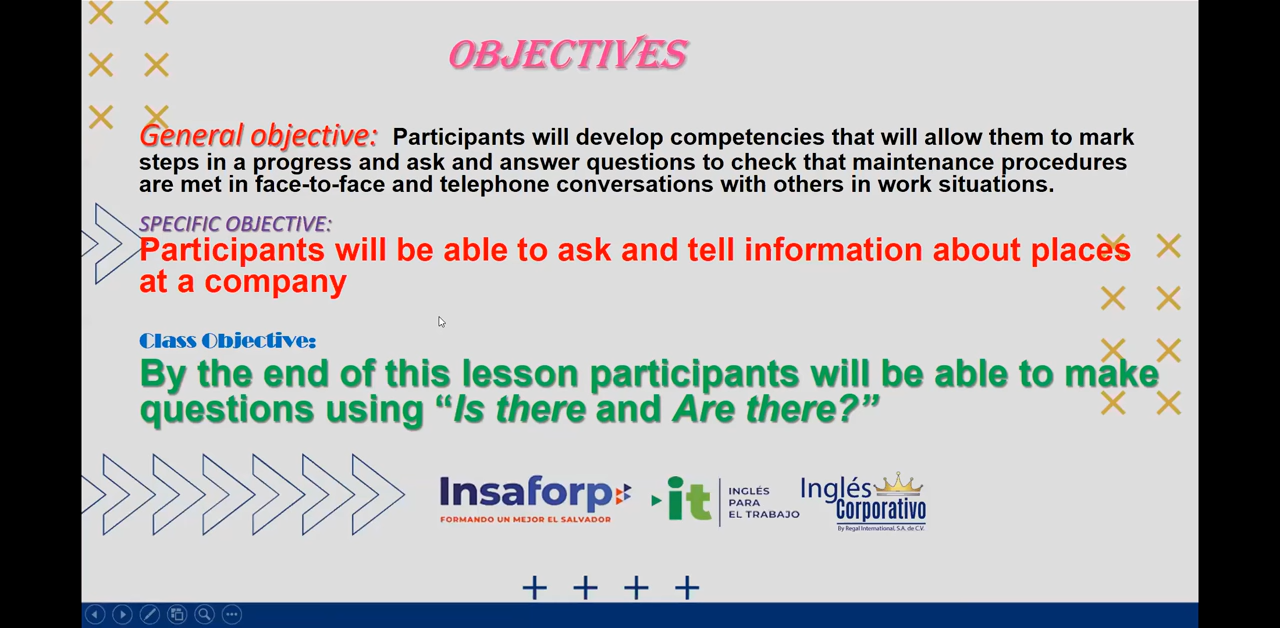 OBJECTIVES
General objective: Participants will develop competencies that will allow them to mark
steps in a progress and ask and answer questions to check that maintenance procedures
are met in face-to-face and telephone conversations with others in work situations.
SPECIFIC OBJECTIVE:
Participants will be able to ask and tell information about places
at a company
Class Objective:
By the end of this lesson participants will be able to make
questions using “Is there and Are there?”
Insaforp
FORMANDO UN MEJOR EL SALVADOR
it
INGLÉS
PARA
EL TRABAJO
Inglés
Corporativo
By Regal International, S.A. de C.V.